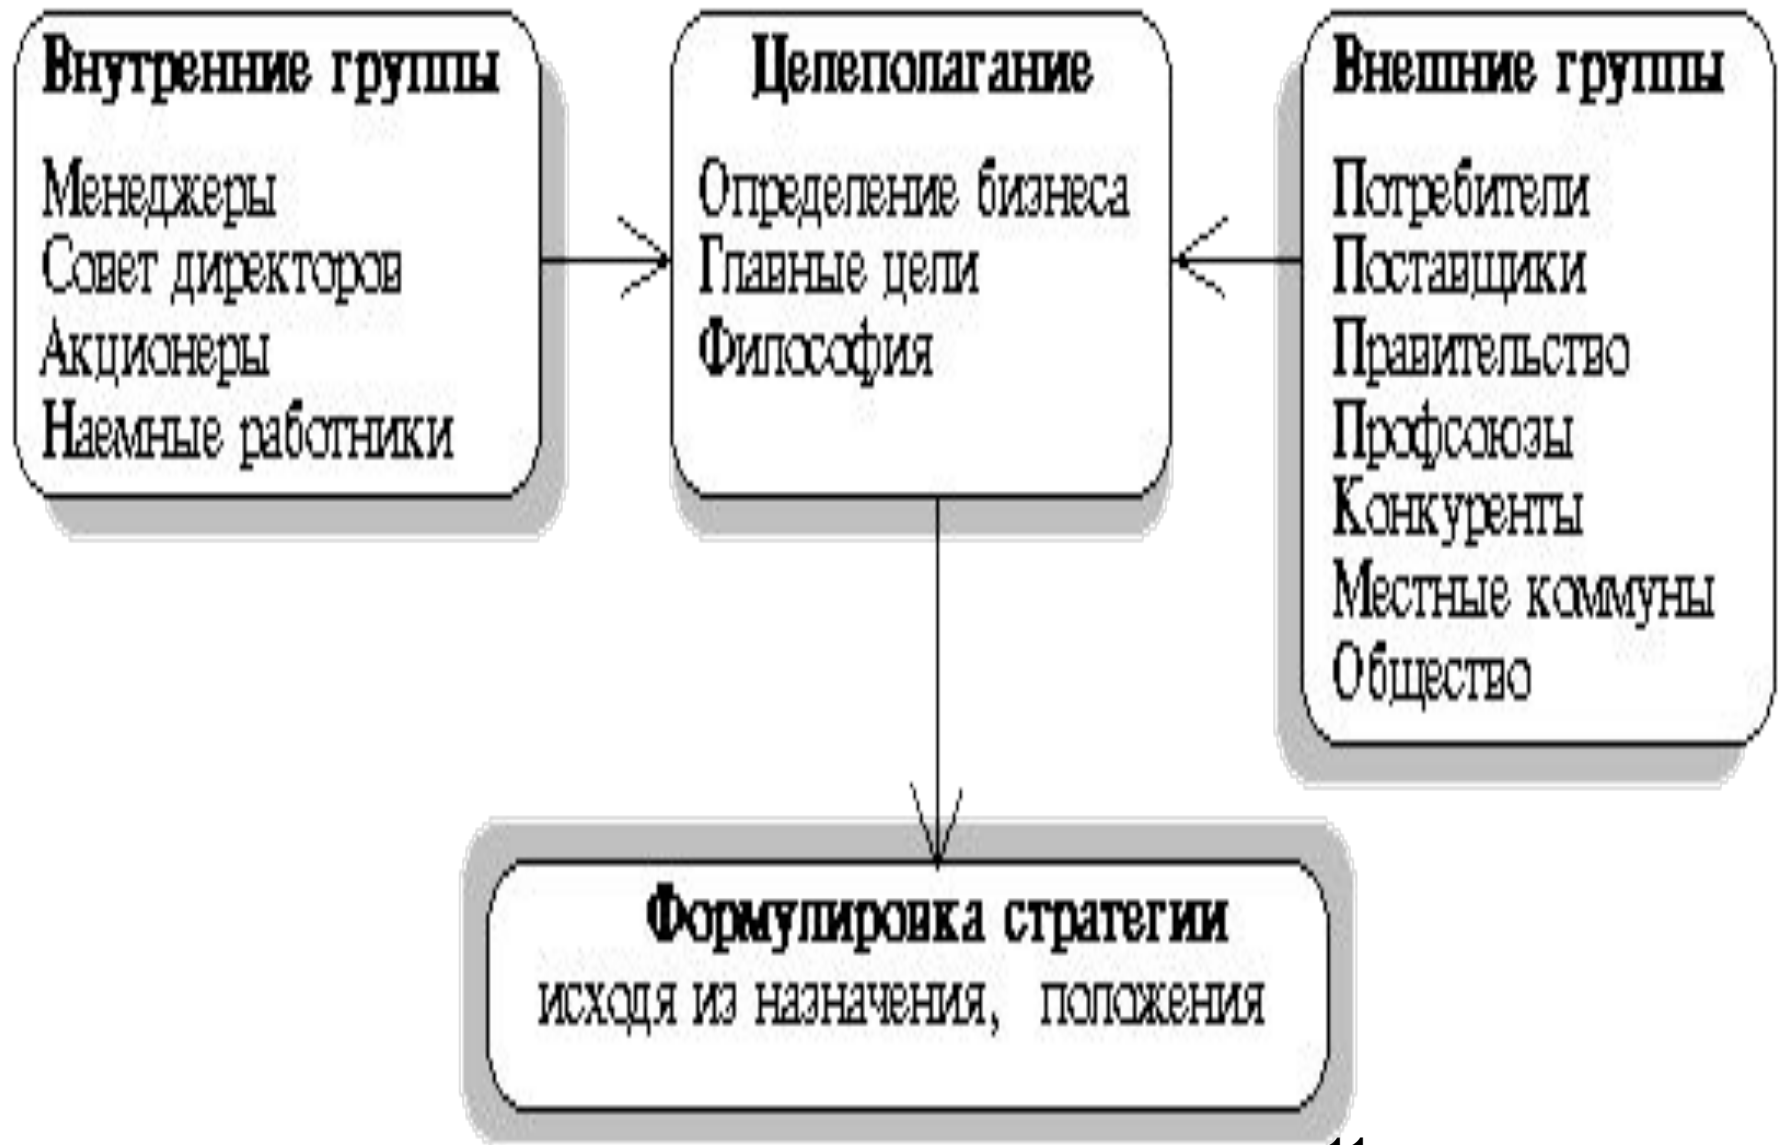 Внутренние группы
Менеджеры
Совет директоров
Акционеры
Наемные работники
Целеполагание
Определение бизнеса
Главные цели
Философия
Внешние группы
Потребители
Поставщики
Правительство
Профсоюзы
Конкуренты
Местные коммуны
Общество
Формулировка стратегии
исходя из назначения, положения